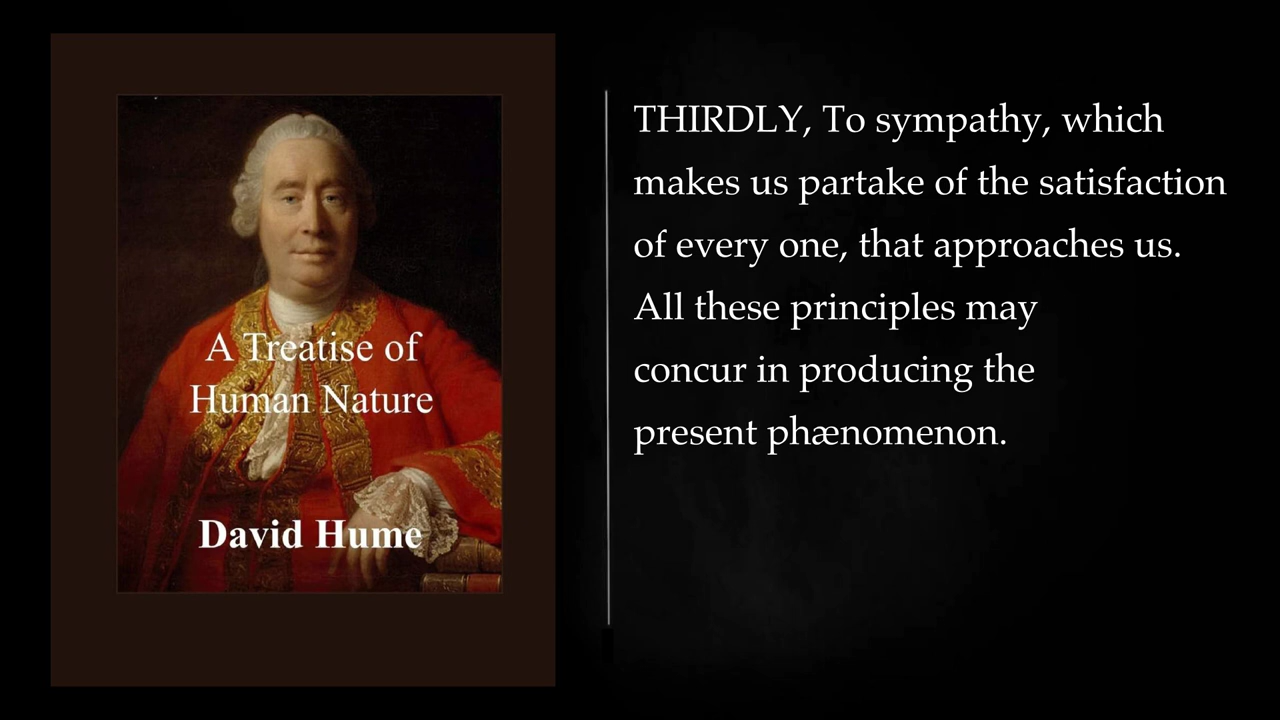 A Treatise of
Human Nature
David Hume
THIRDLY, To sympathy, which
makes us partake of the satisfaction
of every one, that approaches us.
All these principles may
concur in producing the
present phænomenon.